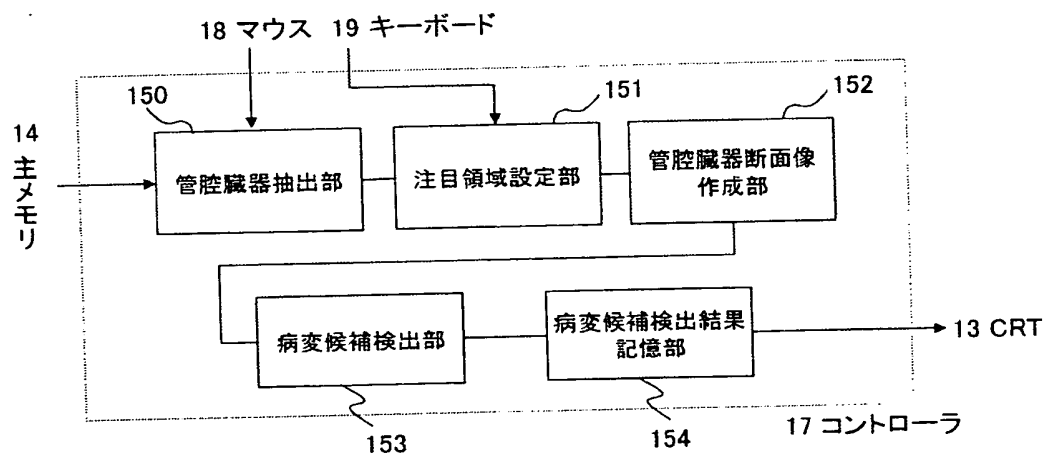 18 マウス
19 キーボード
150
151
152
14
主メモリ
管腔臓器抽出部
注目領域設定部
管腔臓器断面像
作成部
病変候補検出部
病変候補検出結果
記憶部
13 CRT
153
154
17 コントローラ